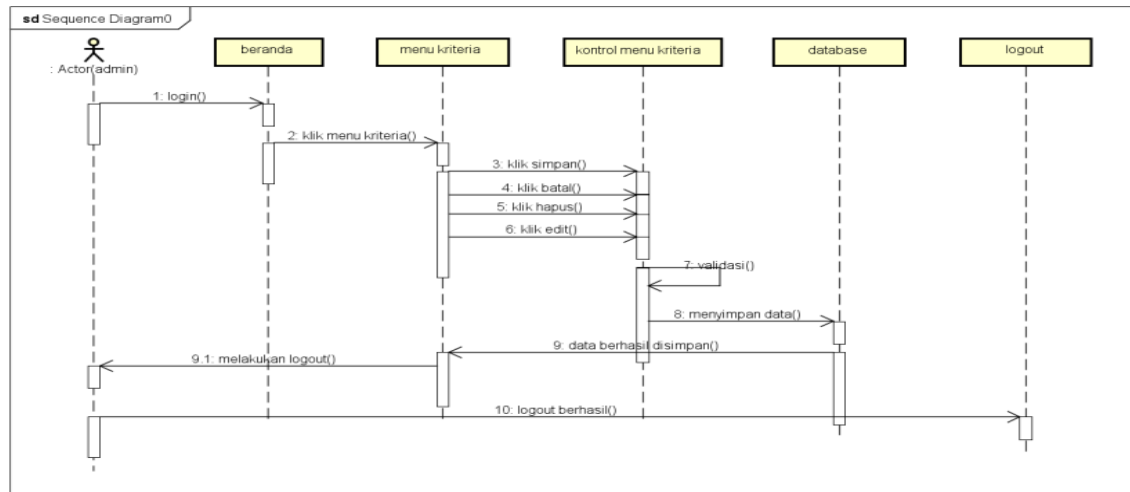 sd Sequence Diagram0
beranda
menu kriteria
kontrol menu kriteria
database
logout
: Actor(admin)
1: login()
2: klik menu kriteria()
3: klik simpan()
4: klik batal()
5: klik hapus()
6: klik edit()
7: validasi()
8: menyimpan data()
9: data berhasil disimpan()
9.1: melakukan logout()
10: logout berhasil()